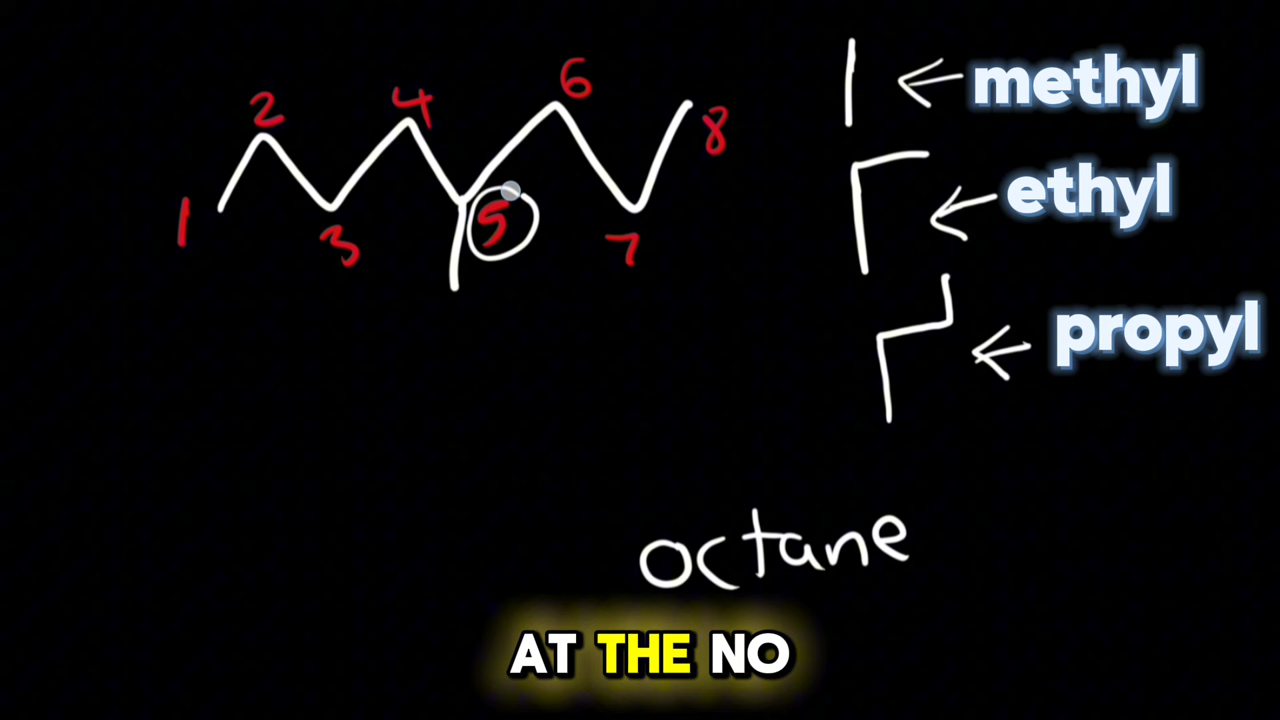 2 4 6
1 3 5 7 8
methyl
ethyl
propyl
octane
AT THE NO